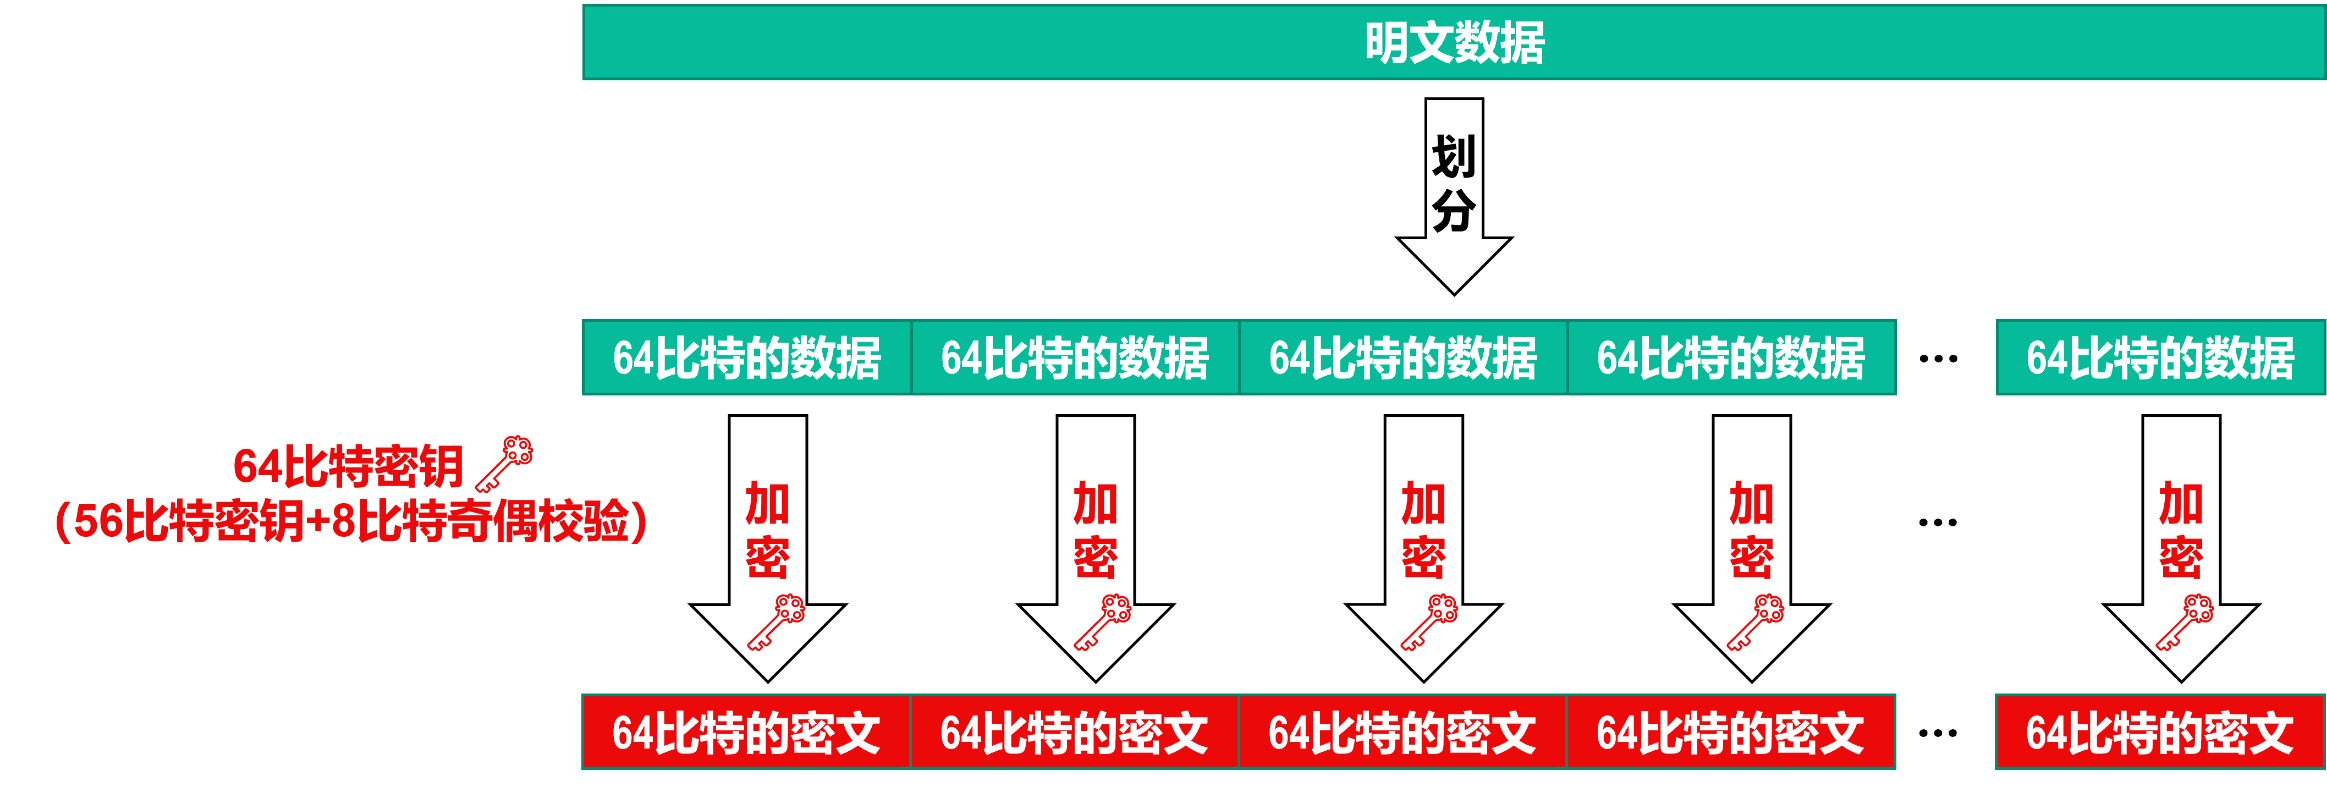 明文数据
划
分
64比特的数据 64比特的数据 64比特的数据 64比特的数据 ... 64比特的数据
64比特密钥
(56比特密钥+8比特奇偶校验)
加 加 加 加 ... 加
密 密 密 密 密
64比特的密文 64比特的密文 64比特的密文 64比特的密文 ... 64比特的密文